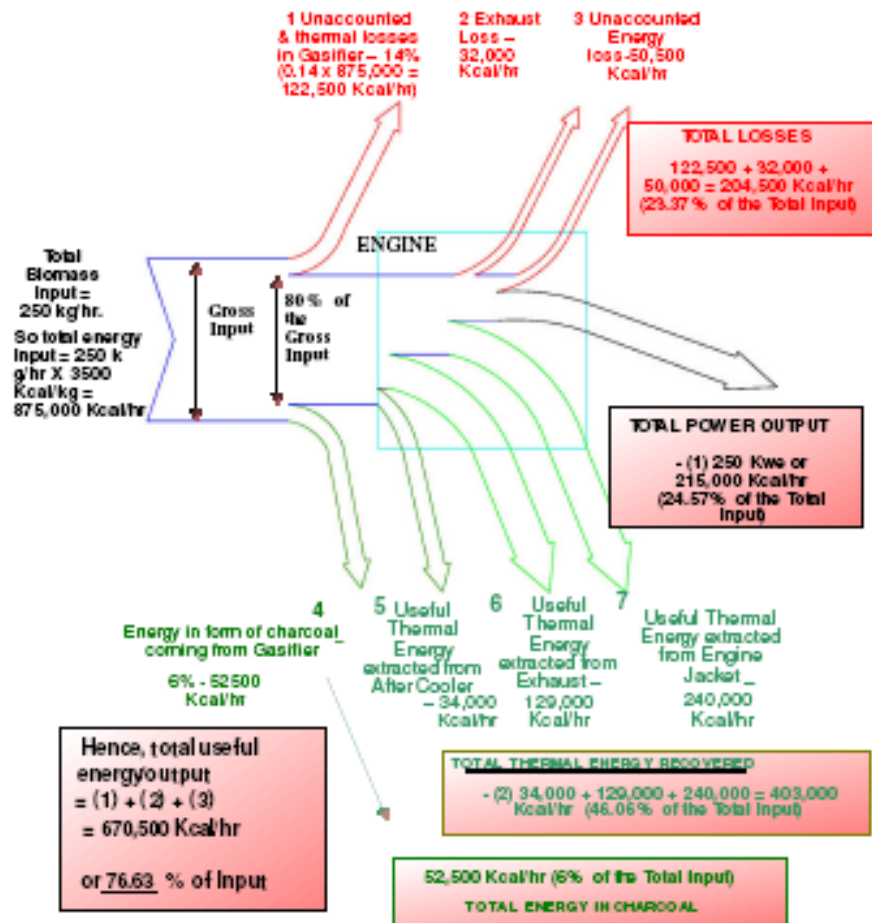 1 Unaccounted
& thermal losses
in Gasifier – 14%
(0.14 x 875,000 =
122,500 Kcal/hr)
2 Exhaust
Loss –
32,000
Kcal/hr
3 Unaccounted
Energy
loss-50,500
Kcal/hr
TOTAL LOSSES
122,500 + 32,000 +
50,000 = 204,500 Kcal/hr
(23.37% of the Total Input)
ENGINE
Total
Biomass
Input =
250 kg/hr.
So total energy
Input = 250 k
g/hr X 3500
Kcal/kg =
875,000 Kcal/hr
Gross
Input
80% of
the
Gross
Input
TOTAL POWER OUTPUT
- (1) 250 Kwe or
215,000 Kcal/hr
(24.57% of the Total
Input)
4
Energy in form of charcoal
coming from Gasifier –
6% - 52500
Kcal/hr
5 Useful
Thermal
Energy
extracted from
After Cooler
– 34,000
Kcal/hr
6 Useful
Thermal
Energy
extracted from
Exhaust –
129,000
Kcal/hr
7
Useful Thermal
Energy extracted
from Engine
Jacket –
240,000
Kcal/hr
Hence, total useful
energy/output
= (1) + (2) + (3)
= 670,500 Kcal/hr
or 76.63 % of Input
TOTAL THERMAL ENERGY RECOVERED
- (2) 34,000 + 129,000 + 240,000 = 403,000
Kcal/hr (46.06% of the Total Input)
52,500 Kcal/hr (6% of the Total Input)
TOTAL ENERGY IN CHARCOAL